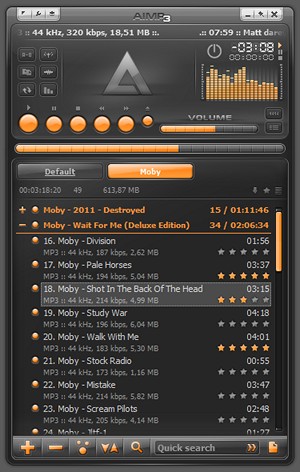 AIMP3
3 :: 44 kHz, 320 kbps, 18,51 MB ::. .:: 07:59 :: Matt dare
-03:08
VOLUME
Default Moby
00:03:18:20 49 613,87 MB
+ Moby - 2011 - Destroyed 15 / 01:11:46
- Moby - Wait For Me (Deluxe Edition) 34 / 02:06:34
16. Moby - Division 01:56
MP3 :: 44 kHz, 187 kbps, 2,62 MB
17. Moby - Pale Horses 03:37
MP3 :: 44 kHz, 194 kbps, 5,04 MB
18. Moby - Shot In The Back Of The Head 03:15
MP3 :: 44 kHz, 214 kbps, 4,99 MB
19. Moby - Study War 04:18
MP3 :: 44 kHz, 196 kbps, 6,04 MB
20. Moby - Walk With Me 04:01
MP3 :: 44 kHz, 183 kbps, 5,30 MB
21. Moby - Stock Radio 00:55
MP3 :: 44 kHz, 173 kbps, 1,16 MB
22. Moby - Mistake 03:47
MP3 :: 44 kHz, 214 kbps, 5,82 MB
23. Moby - Scream Pilots 02:48
MP3 :: 44 kHz, 205 kbps, 4,14 MB
24. Moby - Jltf-1 01:27
Quick search